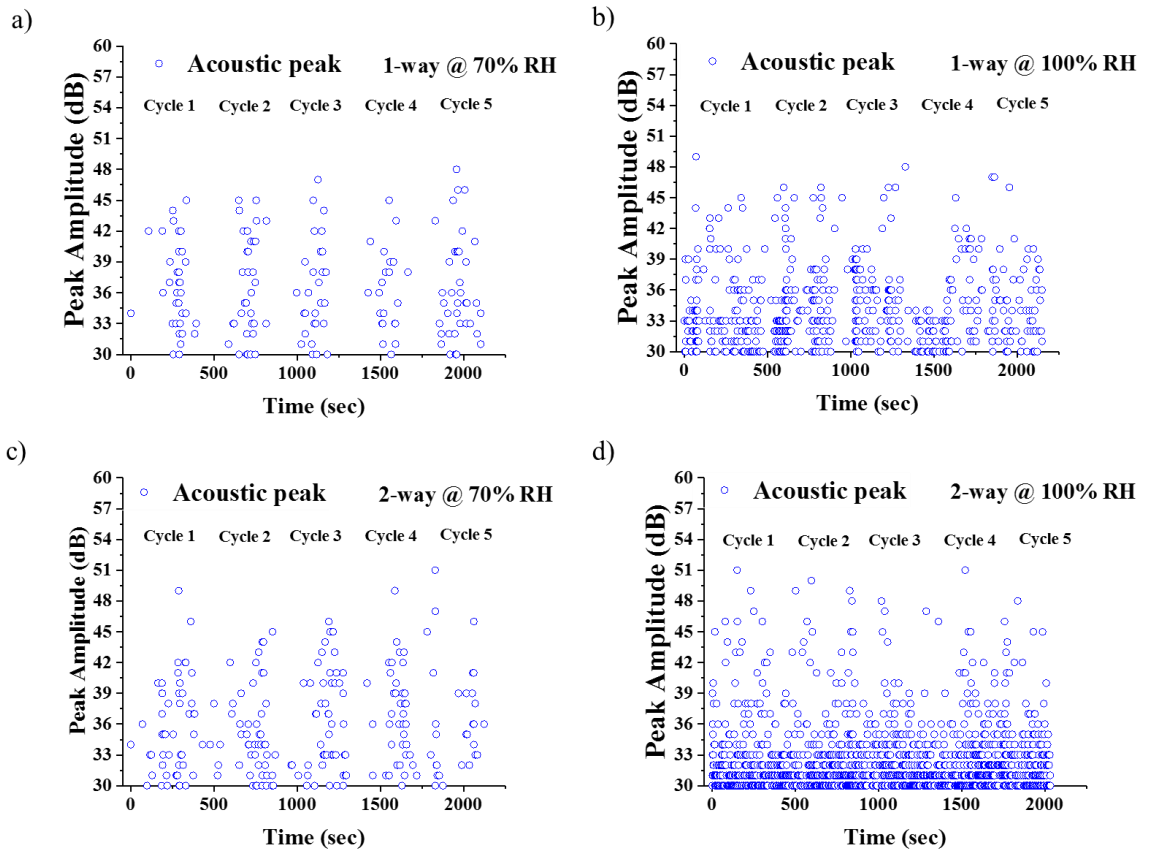 a)
Acoustic peak 1-way @ 70% RH
Cycle 1 Cycle 2 Cycle 3 Cycle 4 Cycle 5
Peak Amplitude (dB)
60
57
54
51
48
45
42
39
36
33
30
0 500 1000 1500 2000
Time (sec)
b)
Acoustic peak 1-way @ 100% RH
Cycle 1 Cycle 2 Cycle 3 Cycle 4 Cycle 5
Peak Amplitude (dB)
60
57
54
51
48
45
42
39
36
33
30
0 500 1000 1500 2000
Time (sec)
c)
Acoustic peak 2-way @ 70% RH
Cycle 1 Cycle 2 Cycle 3 Cycle 4 Cycle 5
Peak Amplitude (dB)
60
57
54
51
48
45
42
39
36
33
30
0 500 1000 1500 2000
Time (sec)
d)
Acoustic peak 2-way @ 100% RH
Cycle 1 Cycle 2 Cycle 3 Cycle 4 Cycle 5
Peak Amplitude (dB)
60
57
54
51
48
45
42
39
36
33
30
0 500 1000 1500 2000
Time (sec)